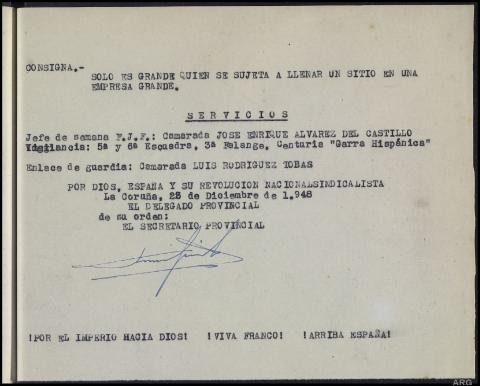 CONSIGNA.-
SOLO ES GRANDE QUIEN SE SUJETA A LLENAR UN SITIO EN UNA
EMPRESA GRANDE.
SERVICIOS
Jefe de semana F.J.F.: Camarada JOSE ENRIQUE ALVAREZ DEL CASTILLO
Vigilancia: 5a y 6a Escuadra, 3a Falange, Centuria "Garra Hispánica"
Enlace de guardia: Camarada LUIS RODRIGUEZ TOBAS
POR DIOS, ESPAÑA Y SU REVOLUCION NACIONALSINDICALISTA
La Coruña, 23 de Diciembre de 1.948
EL DELEGADO PROVINCIAL
de su orden:
EL SECRETARIO PROVINCIAL
!POR EL IMPERIO HACIA DIOS! !VIVA FRANCO! !ARRIBA ESPAÑA!
ARG